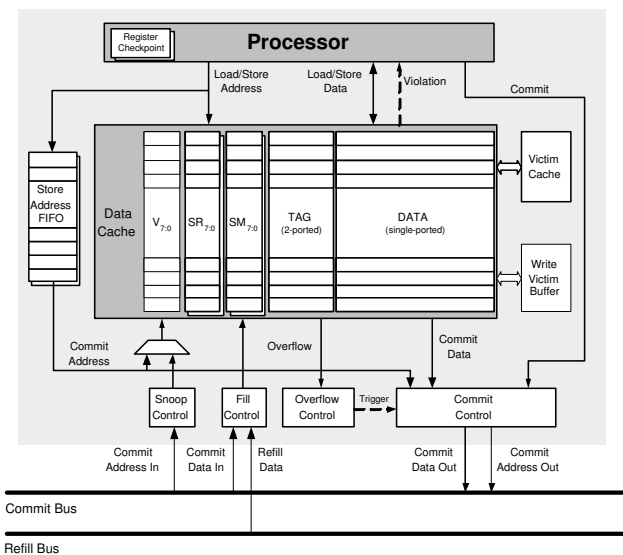 Register
Checkpoint
Processor
Load/Store
Address
Load/Store
Data
Violation
Commit
Store
Address
FIFO
Data
Cache
V7:0
SR7:0
SM7:0
TAG
(2-ported)
DATA
(single-ported)
Victim
Cache
Write
Victim
Buffer
Commit
Address
Overflow
Commit
Data
Snoop
Control
Fill
Control
Overflow
Control
Trigger
Commit
Control
Commit
Address In
Commit
Data In
Refill
Data
Commit
Data Out
Commit
Address Out
Commit Bus
Refill Bus